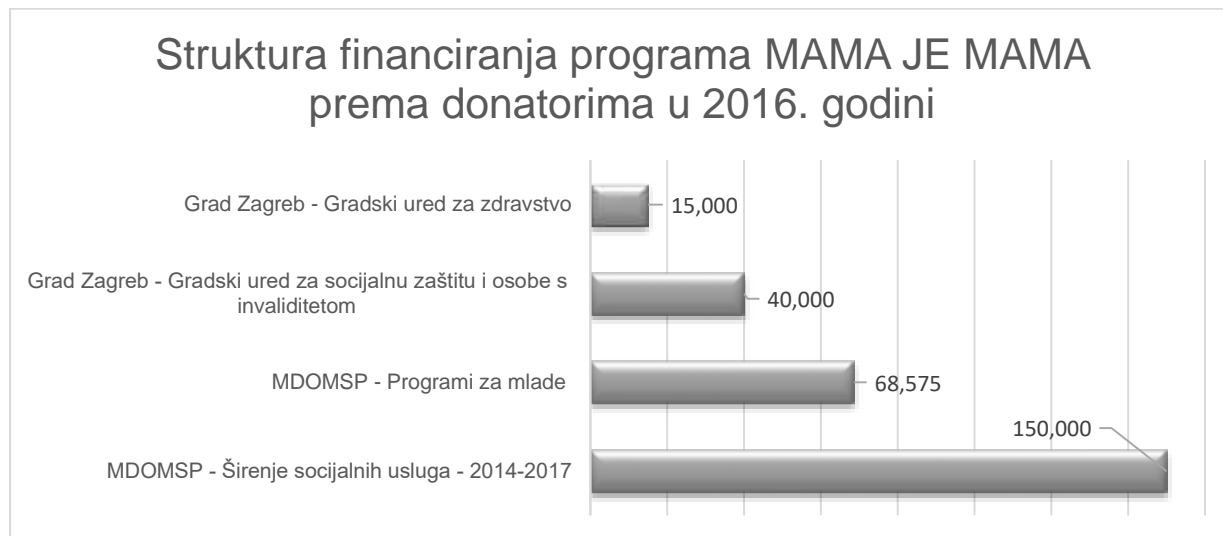 Struktura financiranja programa MAMA JE MAMA
prema donatorima u 2016. godini
Grad Zagreb - Gradski ured za zdravstvo
15,000
Grad Zagreb - Gradski ured za socijalnu zaštitu i osobe s
invaliditetom
40,000
MDOMSP - Programi za mlade
68,575
MDOMSP - Širenje socijalnih usluga - 2014-2017
150,000